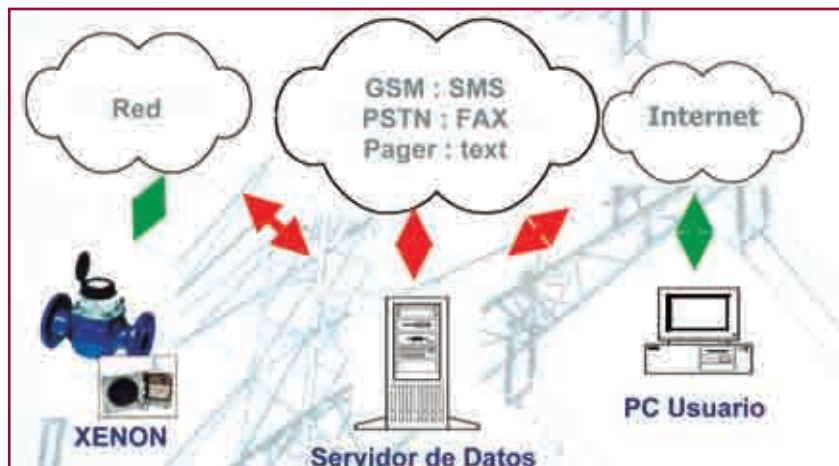 Red
GSM : SMS
PSTN : FAX
Pager : text
Internet
XENON
Servidor de Datos
PC Usuario